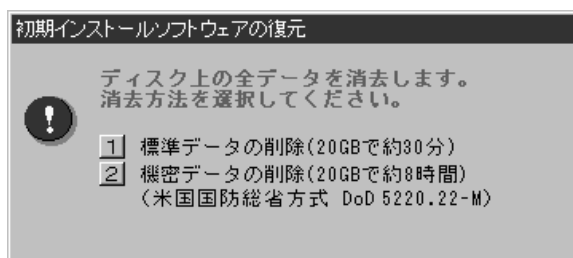 初期インストールソフトウェアの復元
ディスク上の全データを消去します。
消去方法を選択してください。
1 標準データの削除(20GBで約30分)
2 機密データの削除(20GBで約8時間)
（米国国防総省方式 DoD 5220.22-M)